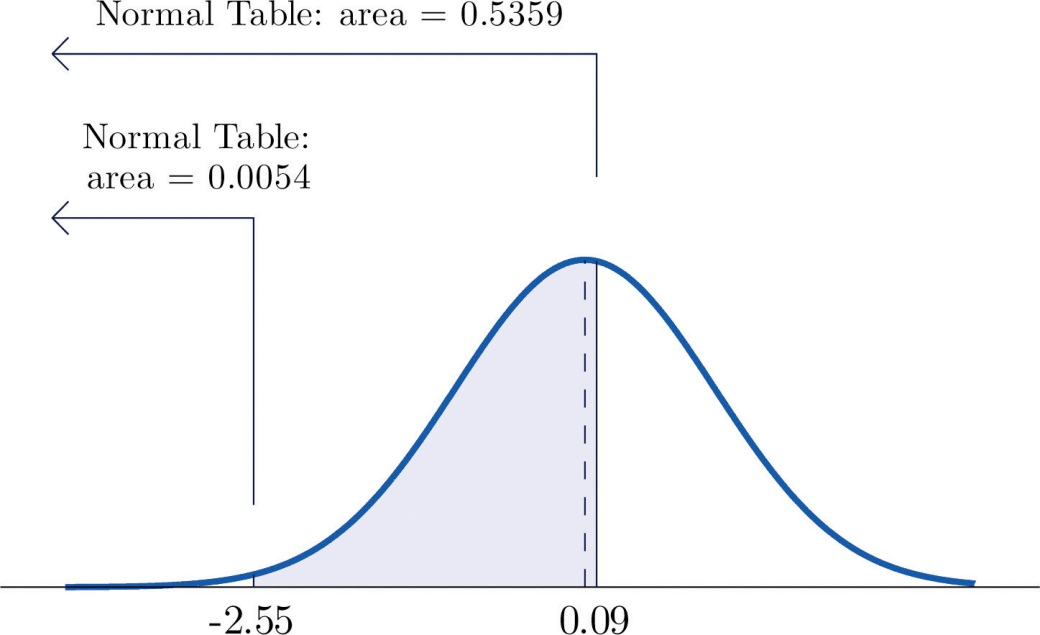 Normal Table: area = 0.5359
Normal Table:
area = 0.0054
-2.55
0.09